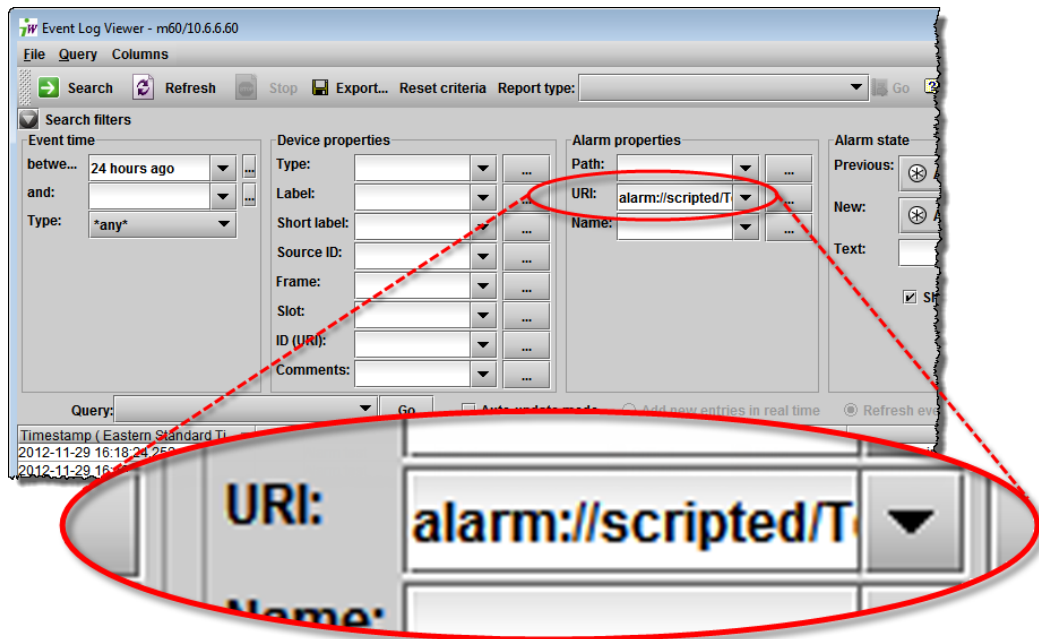 Event Log Viewer - m60/10.6.6.60
File Query Columns
Search Refresh Stop Export... Reset criteria Report type: Go
Search filters
Event time Device properties Alarm properties Alarm state
betwe... 24 hours ago ... Type: ... Path: ... Previous:
and: ... Label: ... URI: alarm://scripted/T ... New:
Type: *any* Short label: ... Name: ... Text:
Source ID: ...
Frame: ...
Slot: ...
ID (URI): ...
Comments: ...
Query: Go Auto update mode Add new entries in real time Refresh
Timestamp ( Eastern Standard Ti...
2012-11-29 16:18:24.252
2012-11-29
URI: alarm://scripted/T
Name: